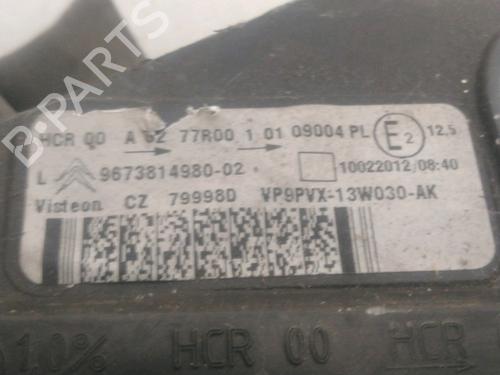 HCR 00 A 02 77R00 1 01 09004 PL E2 12,5
L 9673814980-02 10022012/08:40
Visteon CZ 79998D VP9PVX-13W030-AK
10% HCR 00 HCR